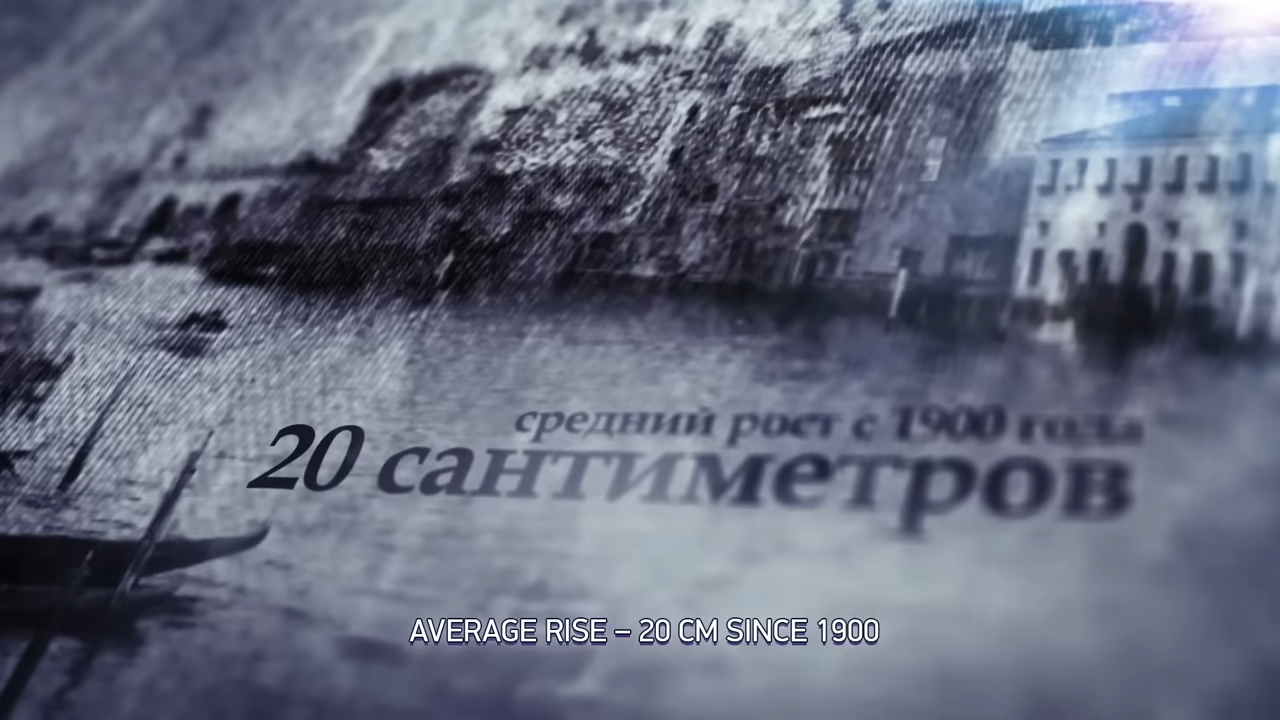 средний рост с 1900 года
20 сантиметров
AVERAGE RISE – 20 CM SINCE 1900